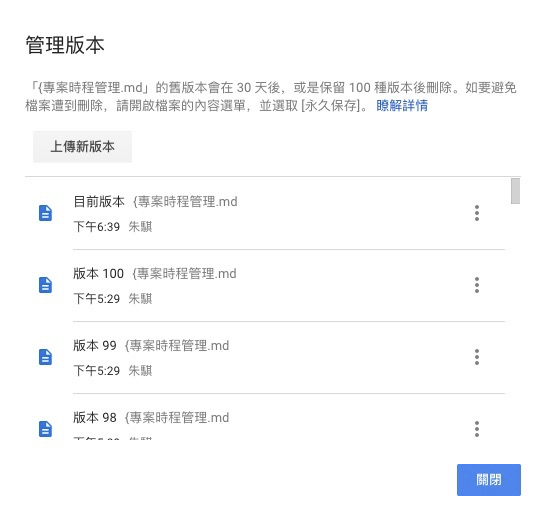 管理版本
「{專案時程管理.md」的舊版本會在 30 天後，或是保留 100 種版本後刪除。如要避免
檔案遭到刪除，請開啟檔案的內容選單，並選取 [永久保存]。 瞭解詳情
上傳新版本
目前版本 {專案時程管理.md
下午6:39 朱騏
版本 100 {專案時程管理.md
下午5:29 朱騏
版本 99 {專案時程管理.md
下午5:29 朱騏
版本 98 {專案時程管理.md
關閉